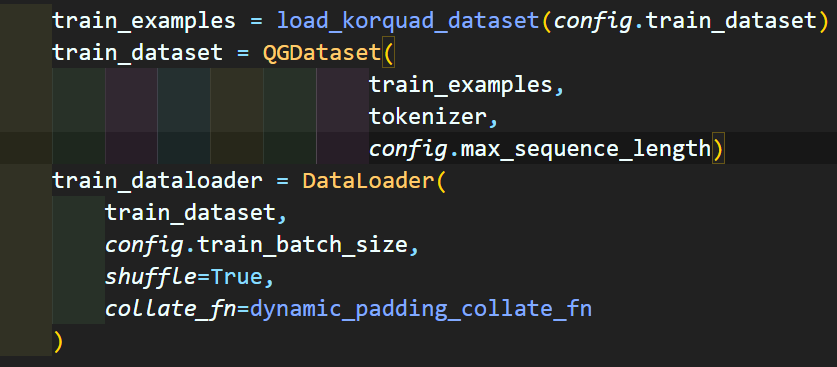 train_examples = load_korquad_dataset(config.train_dataset)
train_dataset = QGDataset(
train_examples,
tokenizer,
config.max_sequence_length)
train_dataloader = DataLoader(
train_dataset,
config.train_batch_size,
shuffle=True,
collate_fn=dynamic_padding_collate_fn
)